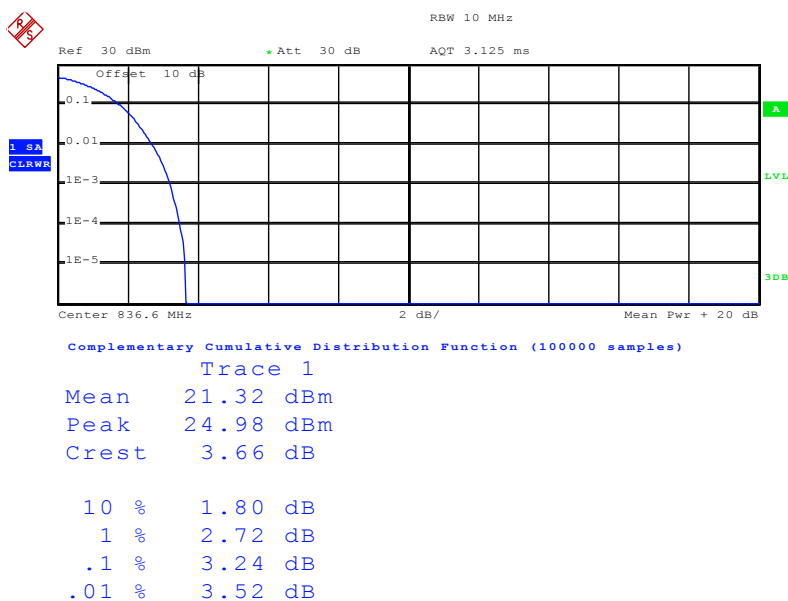 R S
RBW 10 MHz
Ref 30 dBm * Att 30 dB AQT 3.125 ms
Offset 10 dB
0.1
A
0.01
1 SA
CLRWR
1E-3
LVL
1E-4
1E-5
3DB
Center 836.6 MHz 2 dB/ Mean Pwr + 20 dB
Complementary Cumulative Distribution Function (100000 samples)
Trace 1
Mean 21.32 dBm
Peak 24.98 dBm
Crest 3.66 dB
10 % 1.80 dB
1 % 2.72 dB
.1 % 3.24 dB
.01 % 3.52 dB